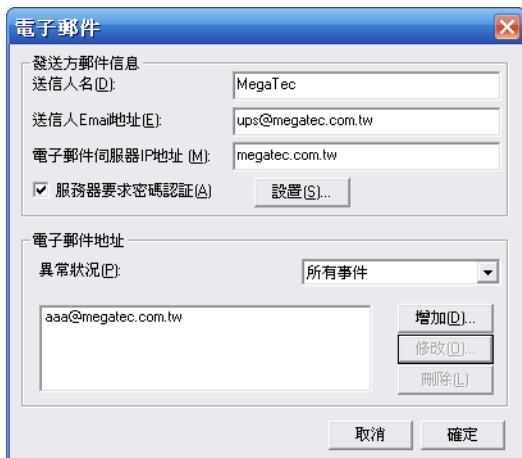 電子郵件
發送方郵件信息
送信人名(D):
MegaTec
送信人Email地址(E):
ups@megatec.com.tw
電子郵件伺服器IP地址 (M):
megatec.com.tw
服務器要求密碼認証(A)
設置(S)...
電子郵件地址
異常狀況(P):
所有事件
aaa@megatec.com.tw
增加(D)...
修改(O)...
刪除(L)
取消
確定